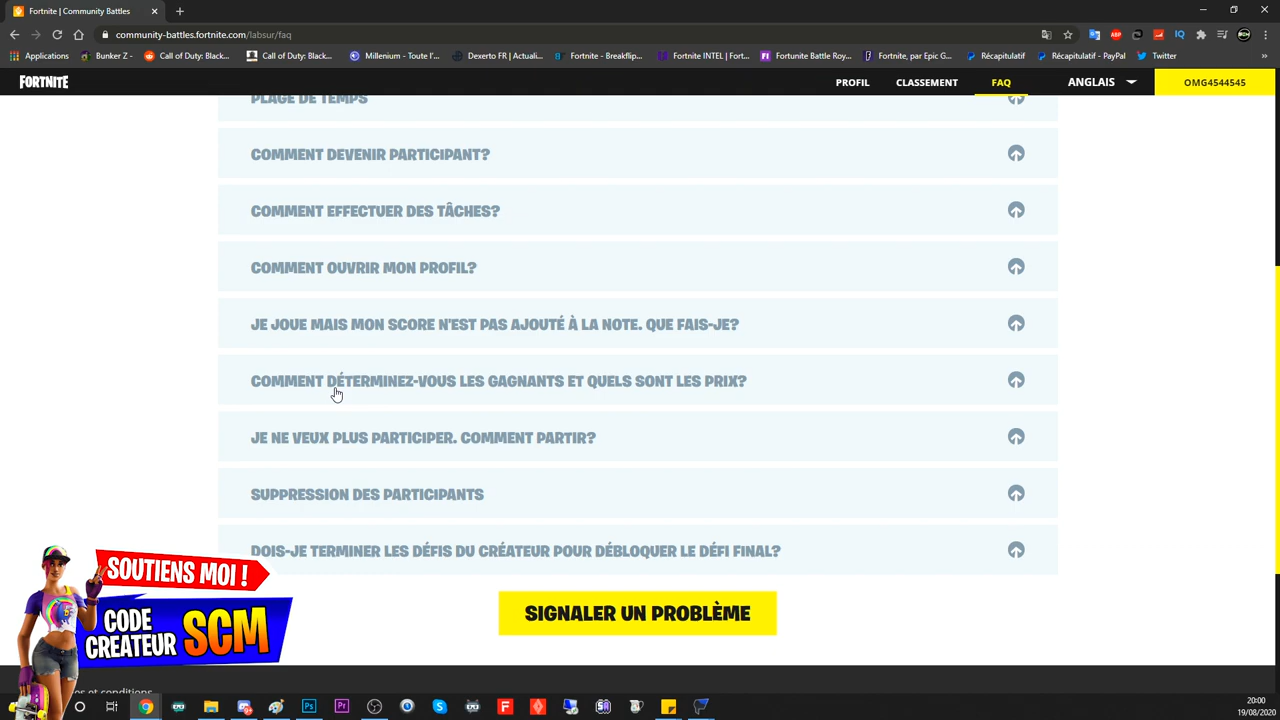 Fortnite | Community Battles
community-battles.fortnite.com/labsur/faq
Applications
Bunker Z -
Call of Duty: Black...
Call of Duty: Black...
Millenium - Toute l'...
Dexerto FR | Actuali...
Fortnite - Breakflip...
Fortnite INTEL | Fort...
Fortunite Battle Roy...
Fortnite, par Epic G...
Récapitulatif
Récapitulatif - PayPal
Twitter
FORTNITE
PROFIL
CLASSEMENT
FAQ
ANGLAIS
OMG4544545
PLAGE DE TEMPS
COMMENT DEVENIR PARTICIPANT?
COMMENT EFFECTUER DES TÂCHES?
COMMENT OUVRIR MON PROFIL?
JE JOUE MAIS MON SCORE N'EST PAS AJOUTÉ À LA NOTE. QUE FAIS-JE?
COMMENT DÉTERMINEZ-VOUS LES GAGNANTS ET QUELS SONT LES PRIX?
JE NE VEUX PLUS PARTICIPER. COMMENT PARTIR?
SUPPRESSION DES PARTICIPANTS
DOIS-JE TERMINER LES DÉFIS DU CRÉATEUR POUR DÉBLOQUER LE DÉFI FINAL?
SIGNALER UN PROBLÈME
SOUTIENS MOI !
CODE
CREATEUR SCM
et conditions
20:00
19/08/2020